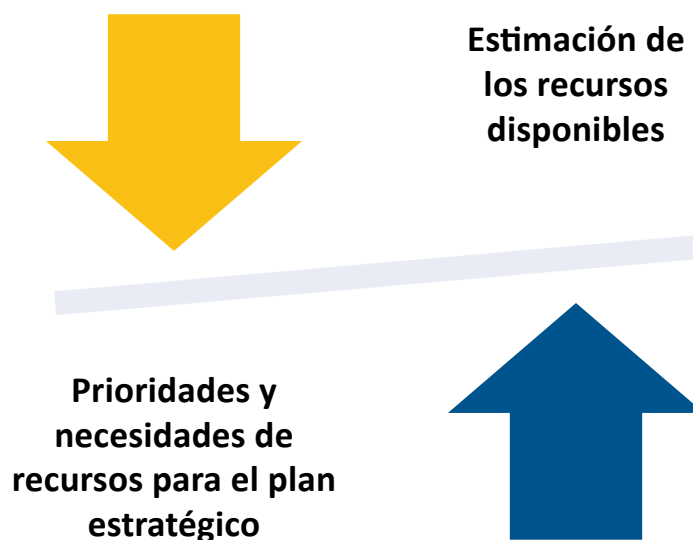 Estimación de
los recursos
disponibles
Prioridades y
necesidades de
recursos para el plan
estratégico